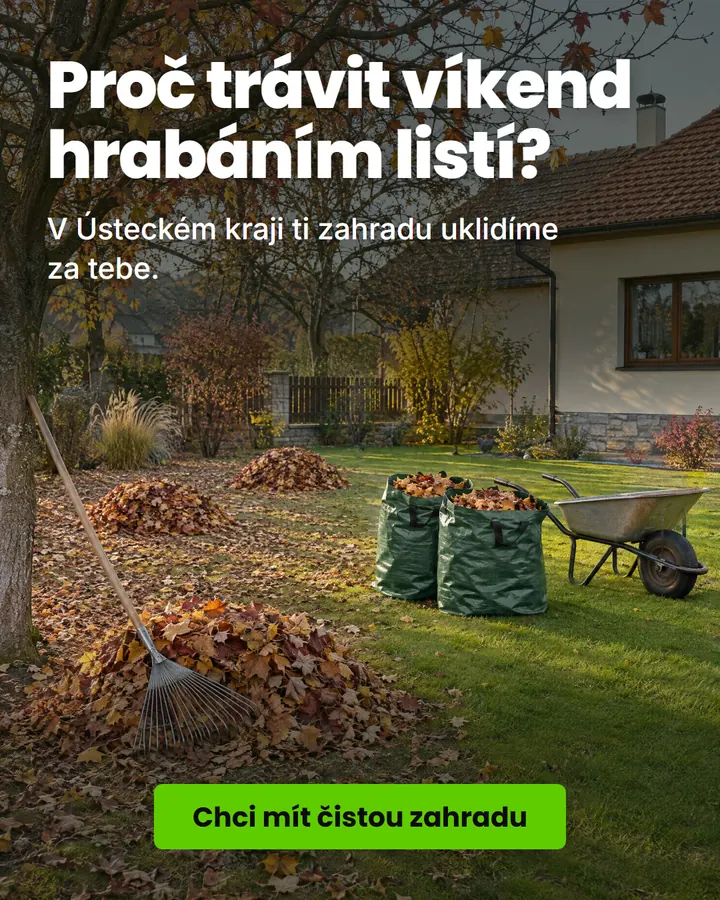 Proč trávit víkend
hrabáním listí?
V Ústeckém kraji ti zahradu uklidíme
za tebe.
Chci mít čistou zahradu